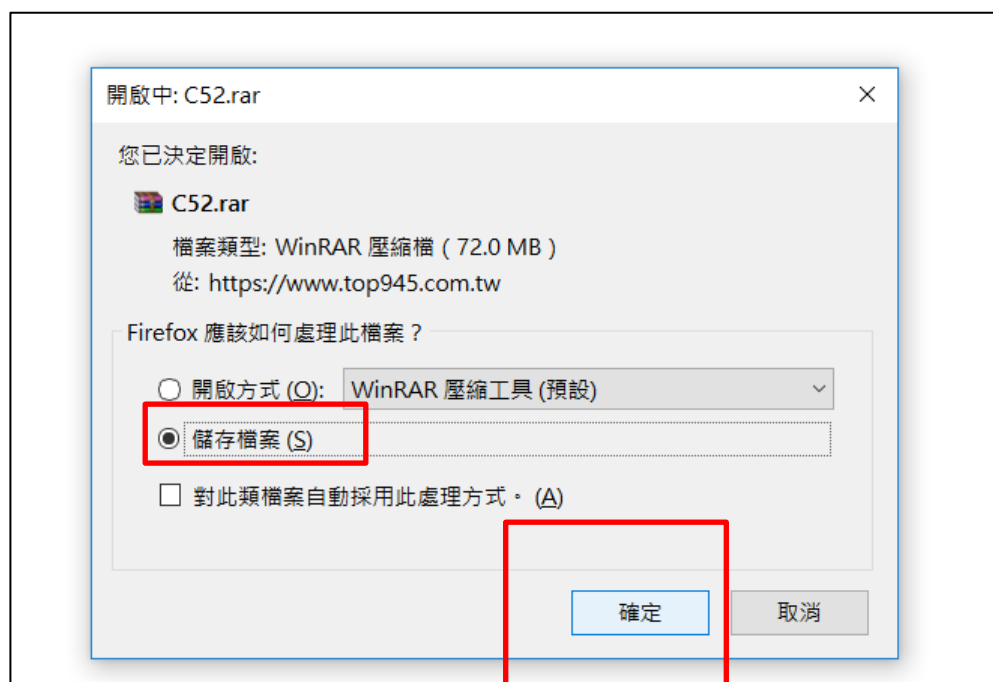 開啟中: C52.rar
您已決定開啟:
C52.rar
檔案類型: WinRAR 壓縮檔 ( 72.0 MB )
從: https://www.top945.com.tw
Firefox 應該如何處理此檔案？
開啟方式 (O): WinRAR 壓縮工具 (預設)
儲存檔案 (S)
對此類檔案自動採用此處理方式。 (A)
確定 取消